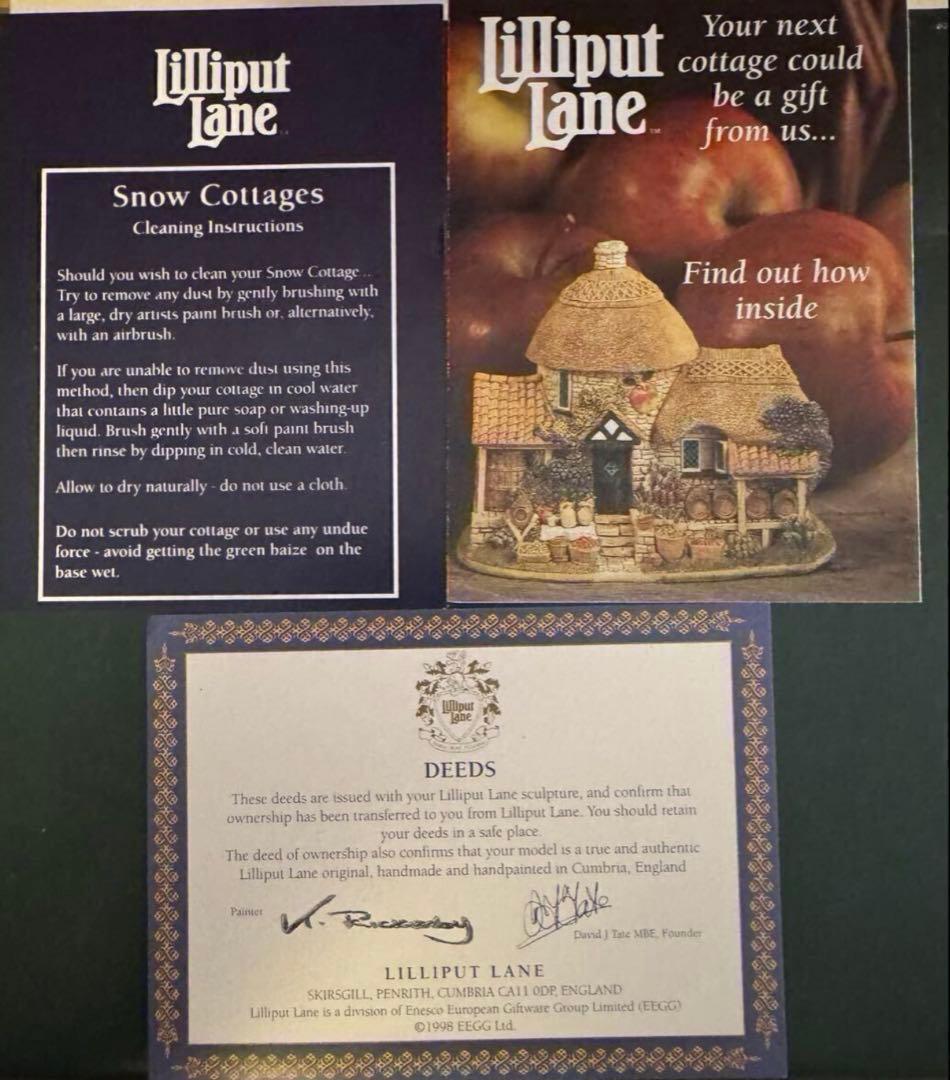 Lilliput
Lane
Snow Cottages
Cleaning Instructions
Should you wish to clean your Snow Cottage...
Try to remove any dust by gently brushing with
a large, dry artists paint brush or, alternatively,
with an airbrush.
If you are unable to remove dust using this
method, then dip your cottage in cool water
that contains a little pure soap or washing-up
liquid. Brush gently with a soft paint brush
then rinse by dipping in cold, clean water.
Allow to dry naturally - do not use a cloth.
Do not scrub your cottage or use any undue
force - avoid getting the green baize on the
base wet.
Lilliput
Lane™
Your next
cottage could
be a gift
from us...
Find out how
inside
Lilliput
Lane
DEEDS
These deeds are issued with your Lilliput Lane sculpture, and confirm that
ownership has been transferred to you from Lilliput Lane. You should retain
your deeds in a safe place.
The deed of ownership also confirms that your model is a true and authentic
Lilliput Lane original, handmade and handpainted in Cumbria, England
Painter K. Rickerby
David J Tate MBE, Founder
LILLIPUT LANE
SKIRSGILL, PENRITH, CUMBRIA CA11 0DP, ENGLAND
Lilliput Lane is a division of Enesco European Giftware Group Limited (EEGG)
©1998 EEGG Ltd.